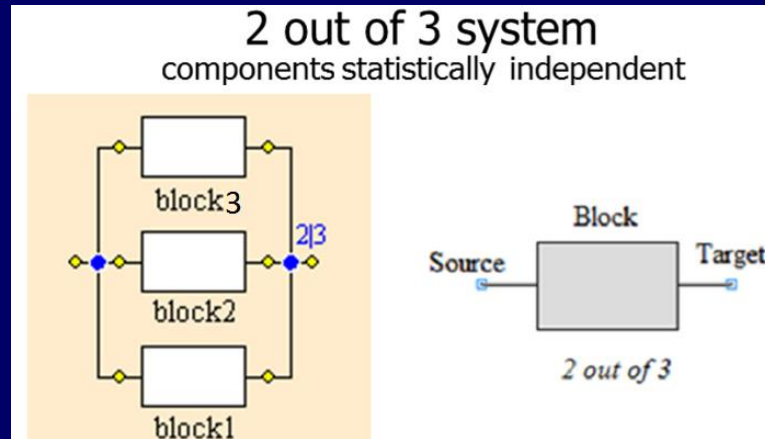 2 out of 3 system
components statistically independent
block3
2|3
block2
block1
Block
Source
Target
2 out of 3